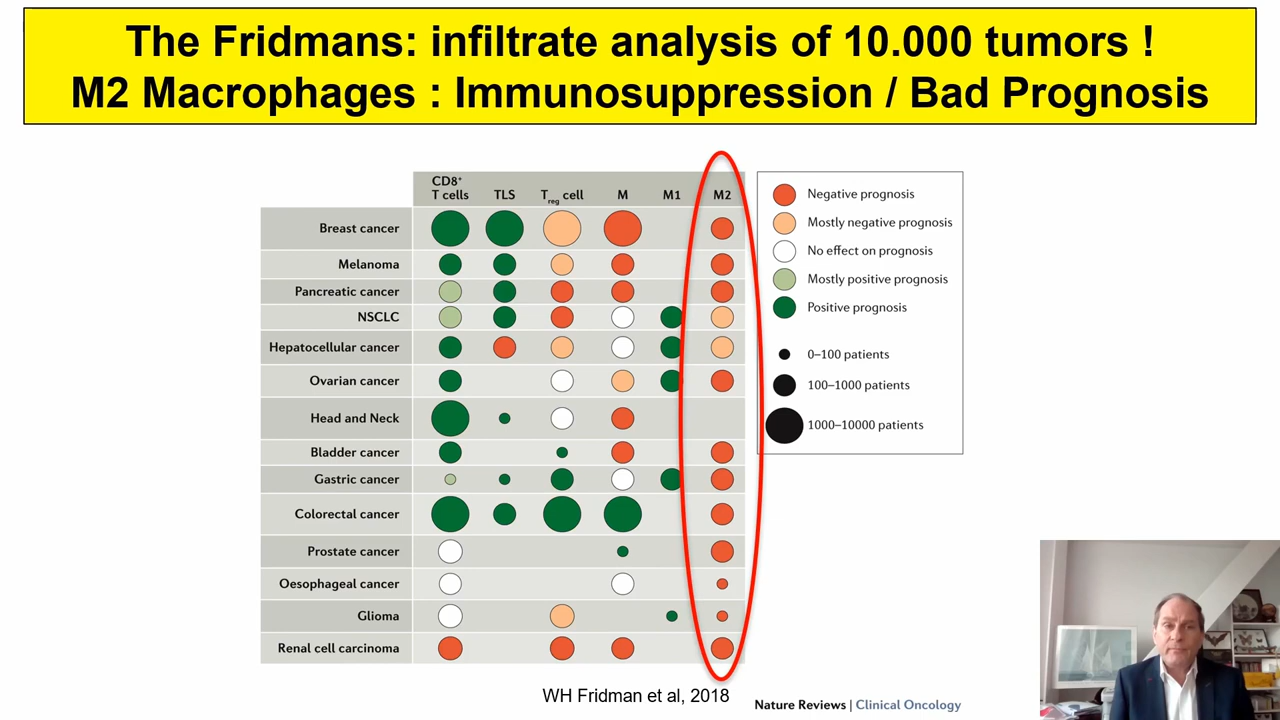 The Fridmans: infiltrate analysis of 10.000 tumors !
M2 Macrophages : Immunosuppression / Bad Prognosis
CD8+ T cells TLS Treg cell M M1 M2
Breast cancer
Melanoma
Pancreatic cancer
NSCLC
Hepatocellular cancer
Ovarian cancer
Head and Neck
Bladder cancer
Gastric cancer
Colorectal cancer
Prostate cancer
Oesophageal cancer
Glioma
Renal cell carcinoma
Negative prognosis
Mostly negative prognosis
No effect on prognosis
Mostly positive prognosis
Positive prognosis
0–100 patients
100–1000 patients
1000–10000 patients
WH Fridman et al, 2018
Nature Reviews | Clinical Oncology